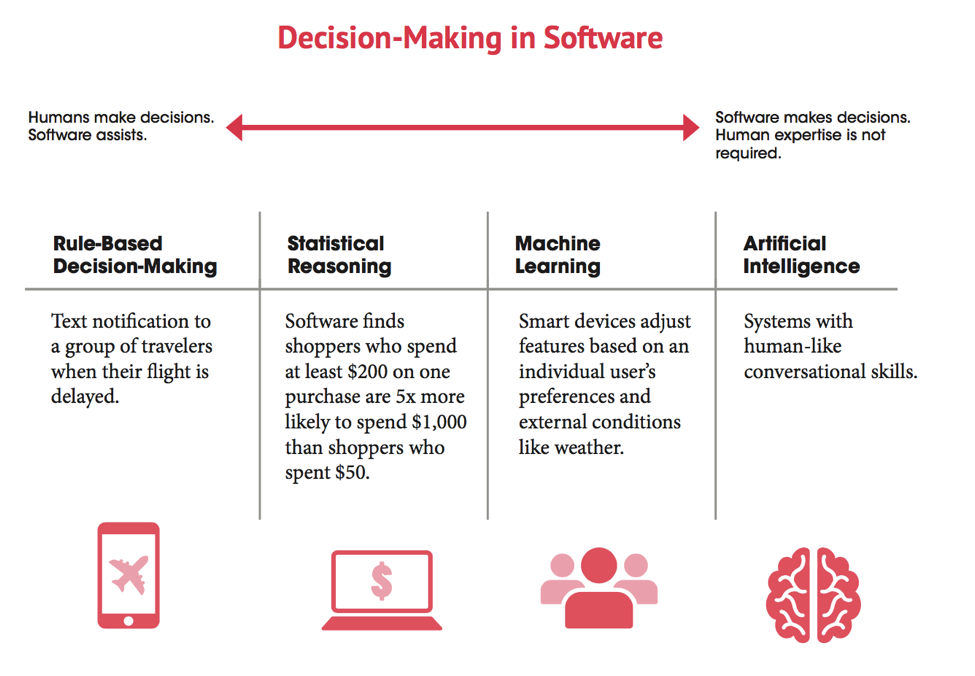 Decision-Making in Software
Humans make decisions.
Software assists.
Software makes decisions.
Human expertise is not
required.
Rule-Based
Decision-Making
Statistical
Reasoning
Machine
Learning
Artificial
Intelligence
Text notification to
a group of travelers
when their flight is
delayed.
Software finds
shoppers who spend
at least $200 on one
purchase are 5x more
likely to spend $1,000
than shoppers who
spent $50.
Smart devices adjust
features based on an
individual user’s
preferences and
external conditions
like weather.
Systems with
human-like
conversational skills.
$